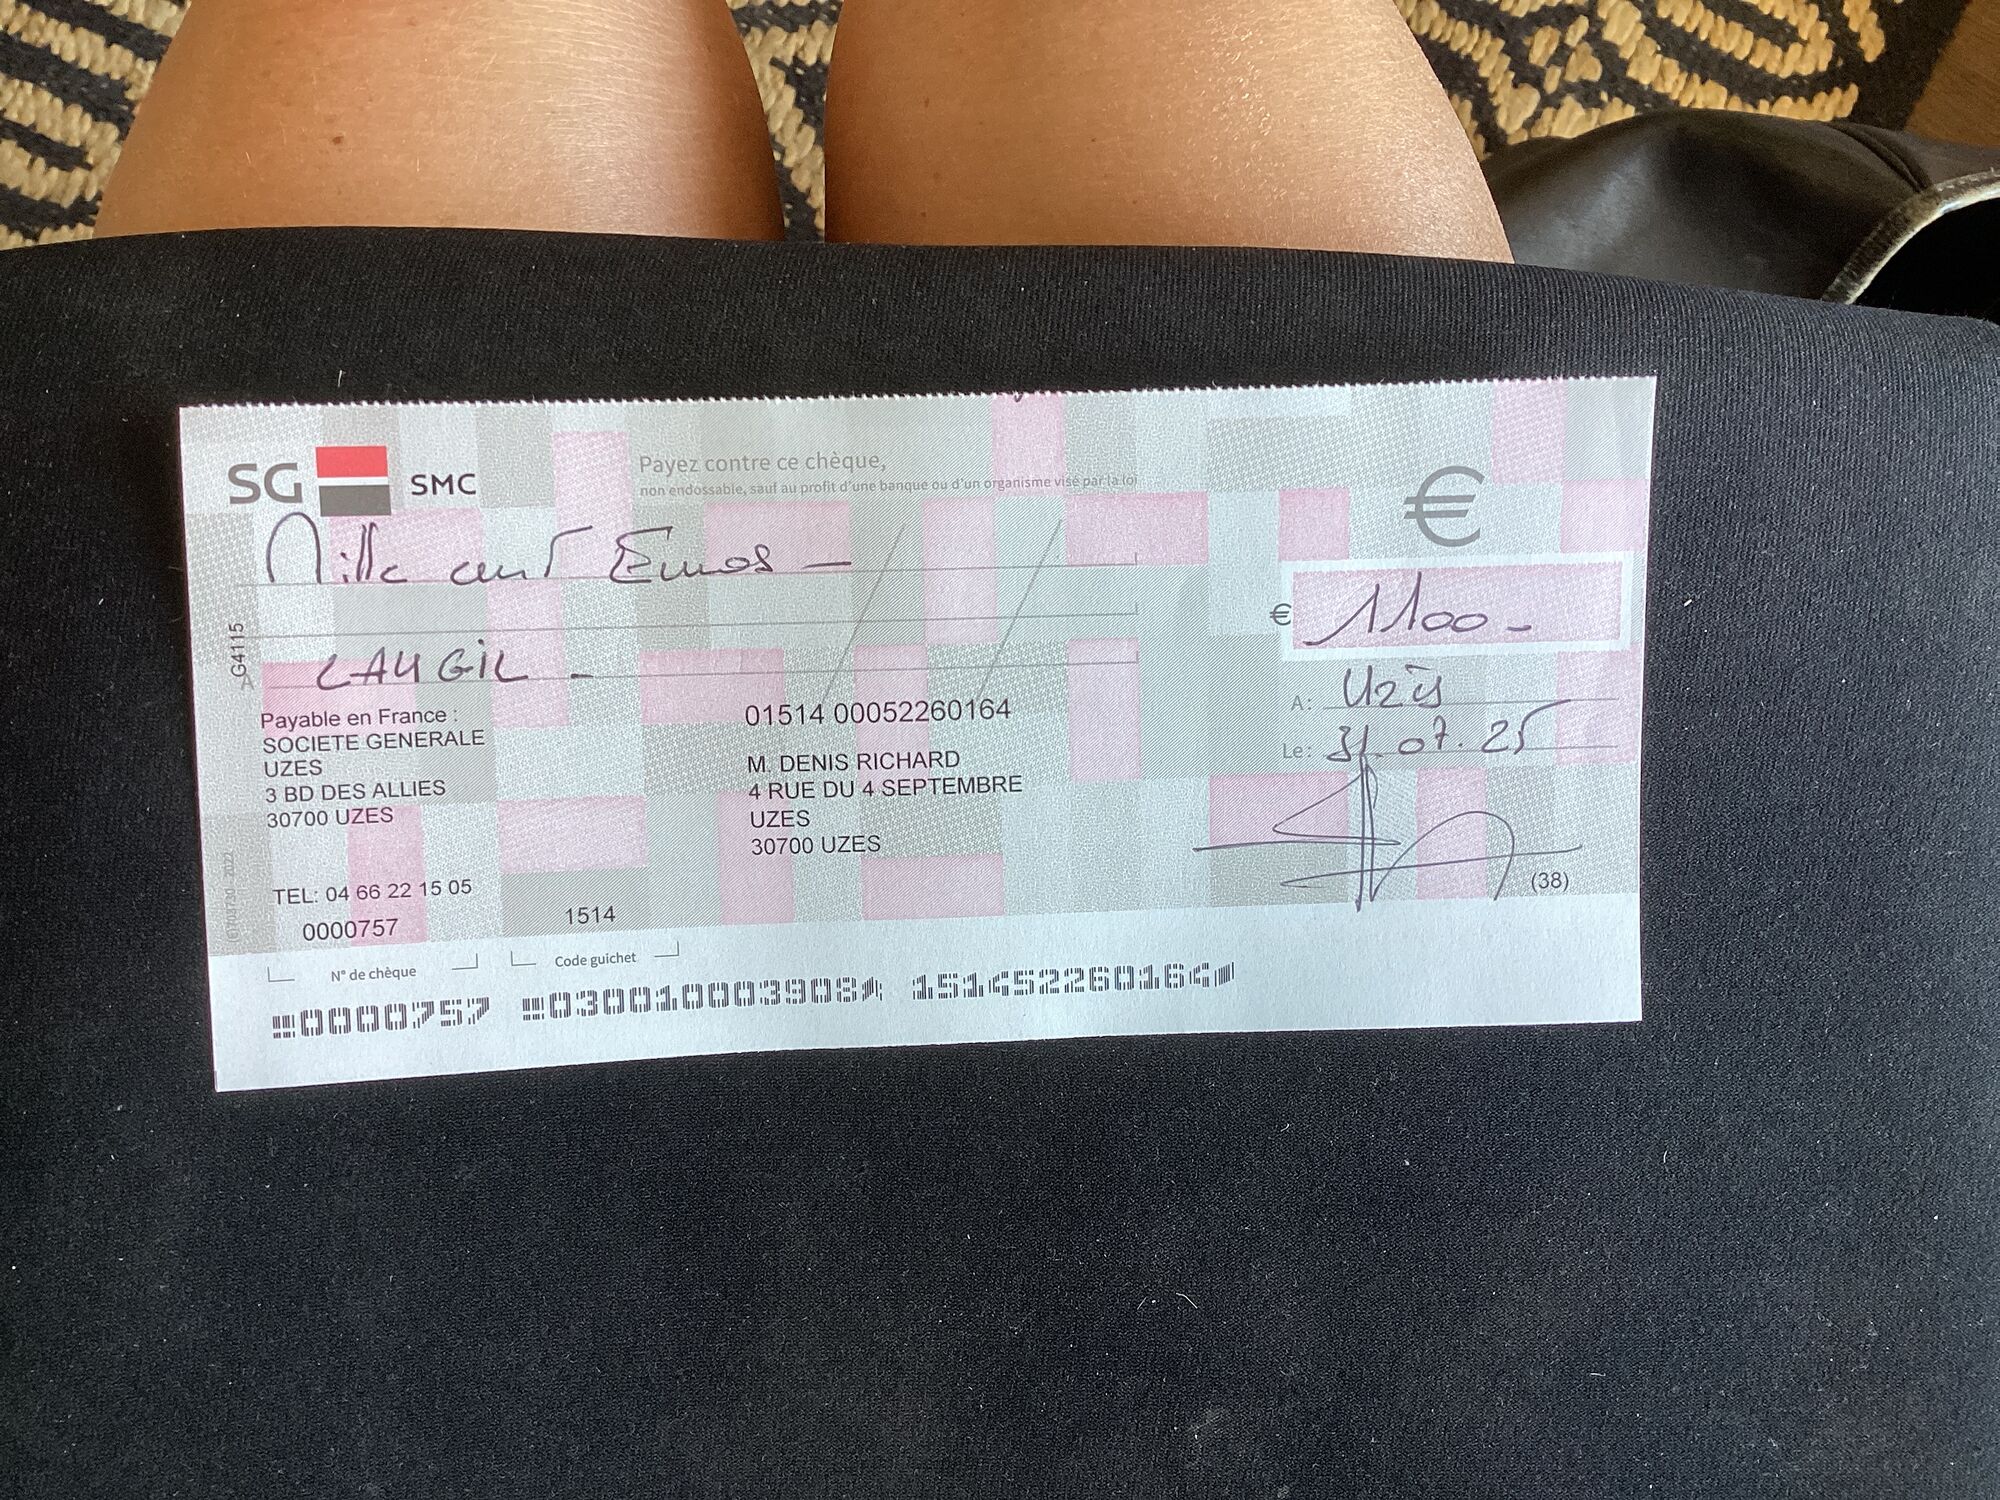 SG SMC
Payez contre ce chèque,
non endossable, sauf au profit d'une banque ou d'un organisme visé par la loi
€
Mille cent Euros —
€ 1100 -
LAUGIL -
AG4115
A: Uzès
Le: 31.07.25
Payable en France :
SOCIETE GENERALE
UZES
3 BD DES ALLIES
30700 UZES
01514 00052260164
M. DENIS RICHARD
4 RUE DU 4 SEPTEMBRE
UZES
30700 UZES
TEL: 04 66 22 15 05
(38)
0000757
1514
N° de chèque
Code guichet
0000757 030010003908 151452260164